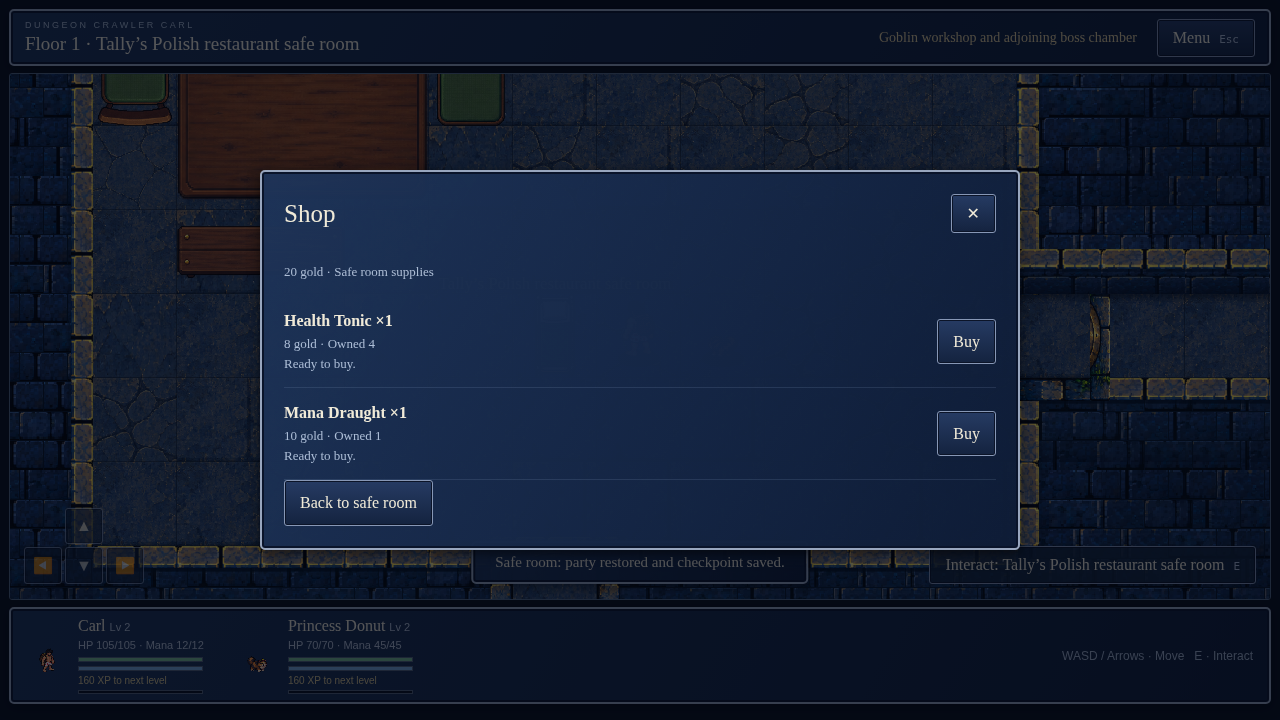 DUNGEON CRAWLER CARL
Floor 1 · Tally’s Polish restaurant safe room
Goblin workshop and adjoining boss chamber
Menu Esc
Shop
×
20 gold · Safe room supplies
Health Tonic ×1
8 gold · Owned 4
Ready to buy.
Buy
Mana Draught ×1
10 gold · Owned 1
Ready to buy.
Buy
Back to safe room
Safe room: party restored and checkpoint saved.
Interact: Tally’s Polish restaurant safe room E
Carl Lv 2
HP 105/105 · Mana 12/12
160 XP to next level
Princess Donut Lv 2
HP 70/70 · Mana 45/45
160 XP to next level
WASD / Arrows · Move E · Interact